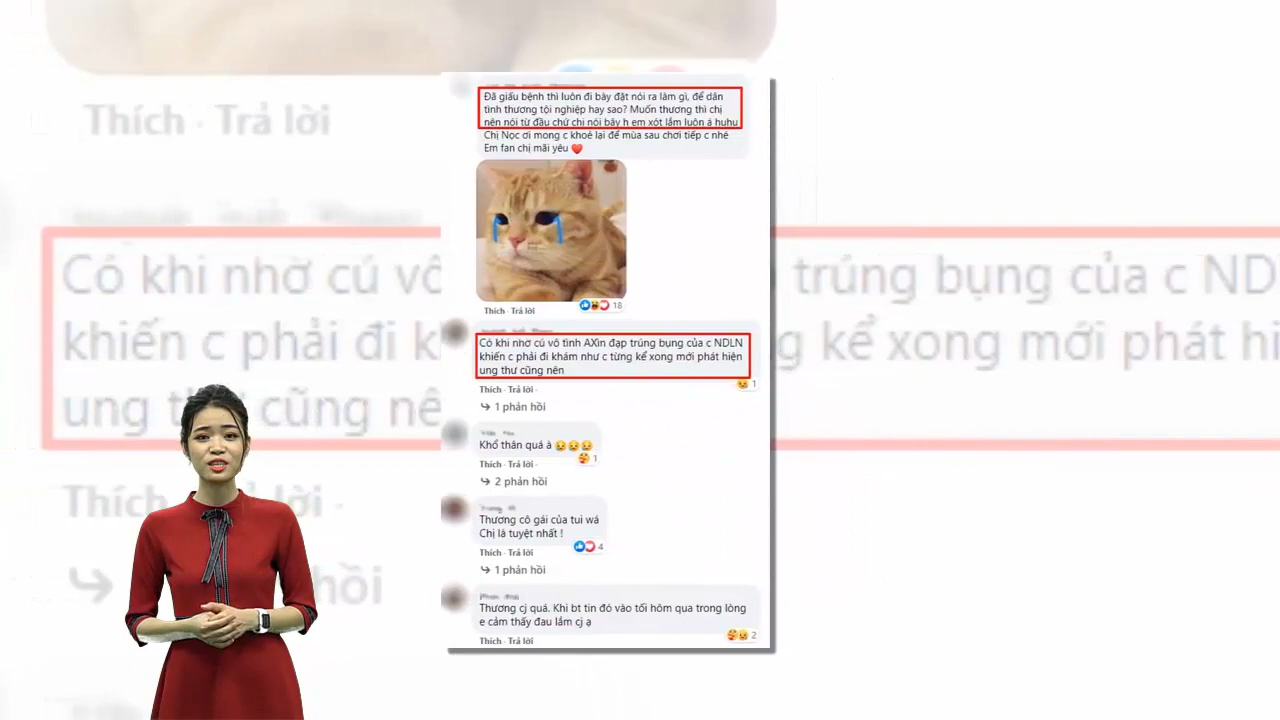 Thích · Trả lời
Có khi nhờ cú vô
trúng bụng của c NDL
khiến c phải đi k
g kể xong mới phát hiện
ung thư cũng nên
Thích
ả lời ·
hồi
Đã giấu bệnh thì luôn đi bày đặt nói ra làm gì, để dân
tình thương tội nghiệp hay sao? Muốn thương thì chị
nên nói từ đầu chứ chị nói bây h em xót lắm luôn á huhu
Chị Nọc ơi mong c khoẻ lại để mùa sau chơi tiếp c nhé
Em fan chị mãi yêu ❤️
Thích · Trả lời
18
Có khi nhờ cú vô tình AXin đạp trúng bụng của c NDLN
khiến c phải đi khám như c từng kể xong mới phát hiện
ung thư cũng nên
1
Thích · Trả lời ·
1 phản hồi
Khổ thân quá à 😢😢😢
1
Thích · Trả lời ·
2 phản hồi
Thương cô gái của tui wá
Chị là tuyệt nhất !
4
Thích · Trả lời
1 phản hồi
Thương cj quá. Khi bt tin đó vào tối hôm qua trong lòng
e cảm thấy đau lắm cj ạ
2
Thích · Trả lời